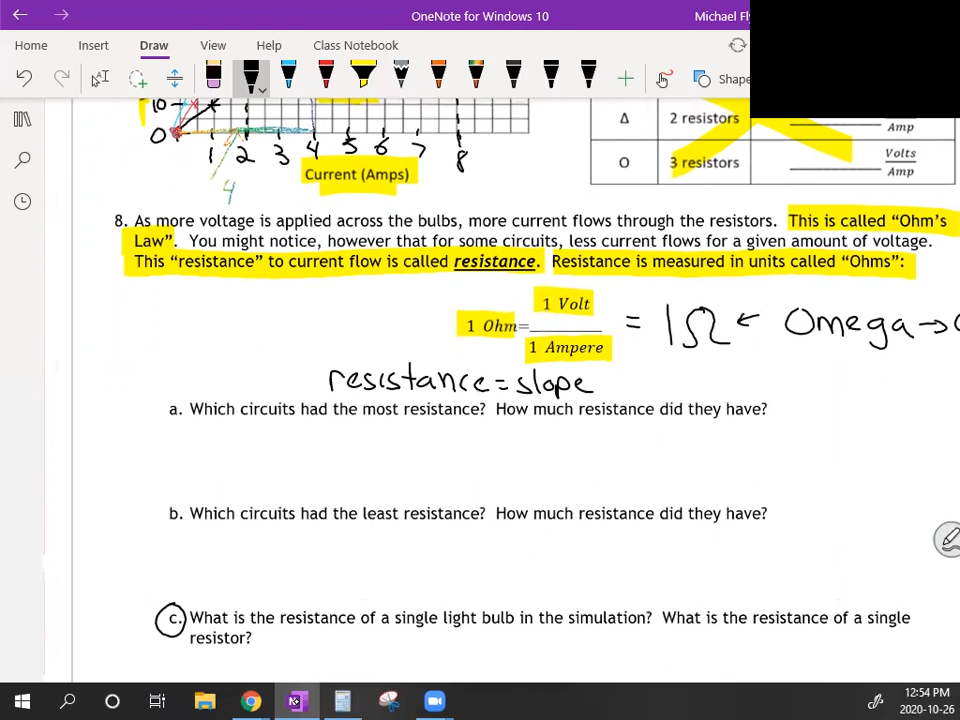 OneNote for Windows 10
Michael Fly
Home Insert Draw View Help Class Notebook
Shape
10
0
1 2 3 4 5 6 7 8
Current (Amps)
4
Δ 2 resistors Amp
O 3 resistors Volts
Amp
8. As more voltage is applied across the bulbs, more current flows through the resistors. This is called “Ohm’s
Law”. You might notice, however that for some circuits, less current flows for a given amount of voltage.
This “resistance” to current flow is called resistance. Resistance is measured in units called “Ohms”:
1 Volt
1 Ohm= = 1Ω ← Omega →
1 Ampere
resistance = slope
a. Which circuits had the most resistance? How much resistance did they have?
b. Which circuits had the least resistance? How much resistance did they have?
c. What is the resistance of a single light bulb in the simulation? What is the resistance of a single
resistor?
12:54 PM
2020-10-26